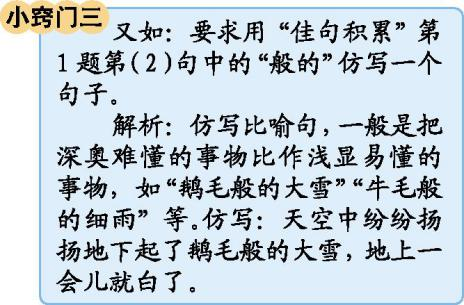 小窍门三
又如：要求用“佳句积累”第
1题第(2)句中的“般的”仿写一个
句子。
解析：仿写比喻句，一般是把
深奥难懂的事物比作浅显易懂的
事物，如“鹅毛般的大雪”“牛毛般
的细雨”等。仿写：天空中纷纷扬
扬地下起了鹅毛般的大雪，地上一
会儿就白了。